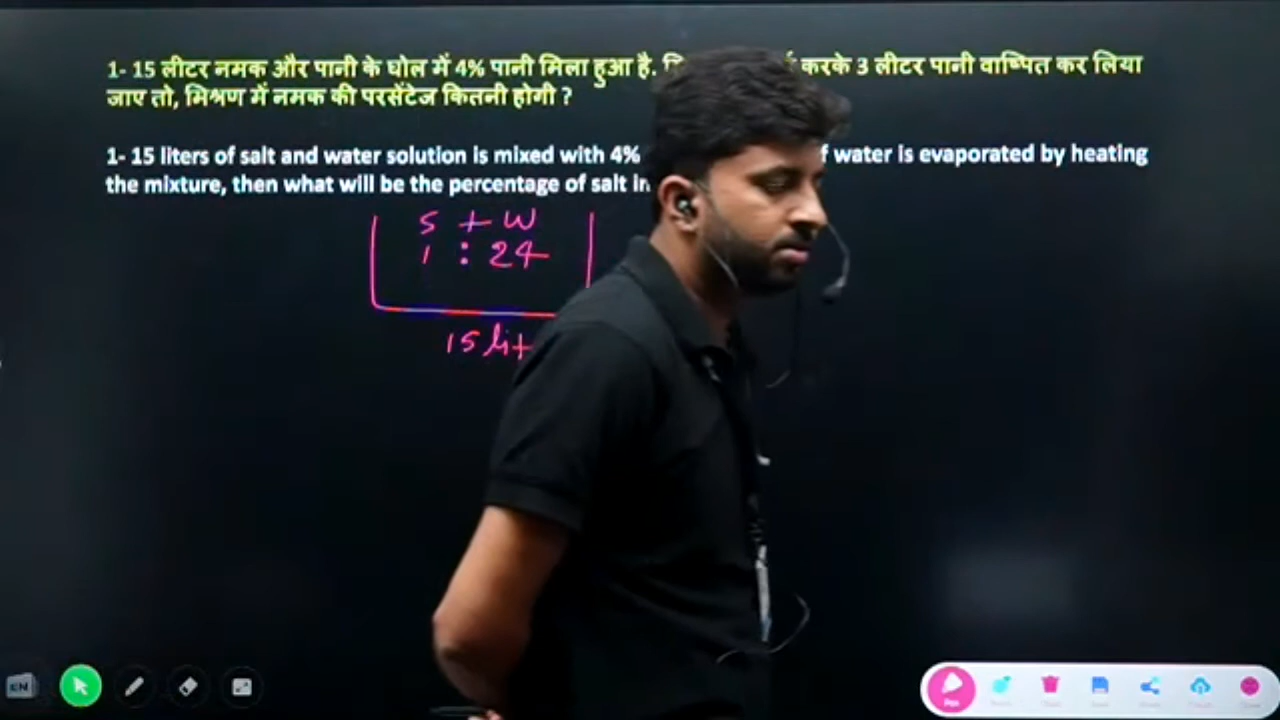 1- 15 लीटर नमक और पानी के घोल में 4% पानी मिला हुआ है. करके 3 लीटर पानी वाष्पित कर लिया
जाए तो, मिश्रण में नमक की परसेंटेज कितनी होगी ?
1- 15 liters of salt and water solution is mixed with 4% f water is evaporated by heating
the mixture, then what will be the percentage of salt in
S + W
1 : 24
15 lit
EN
Pen